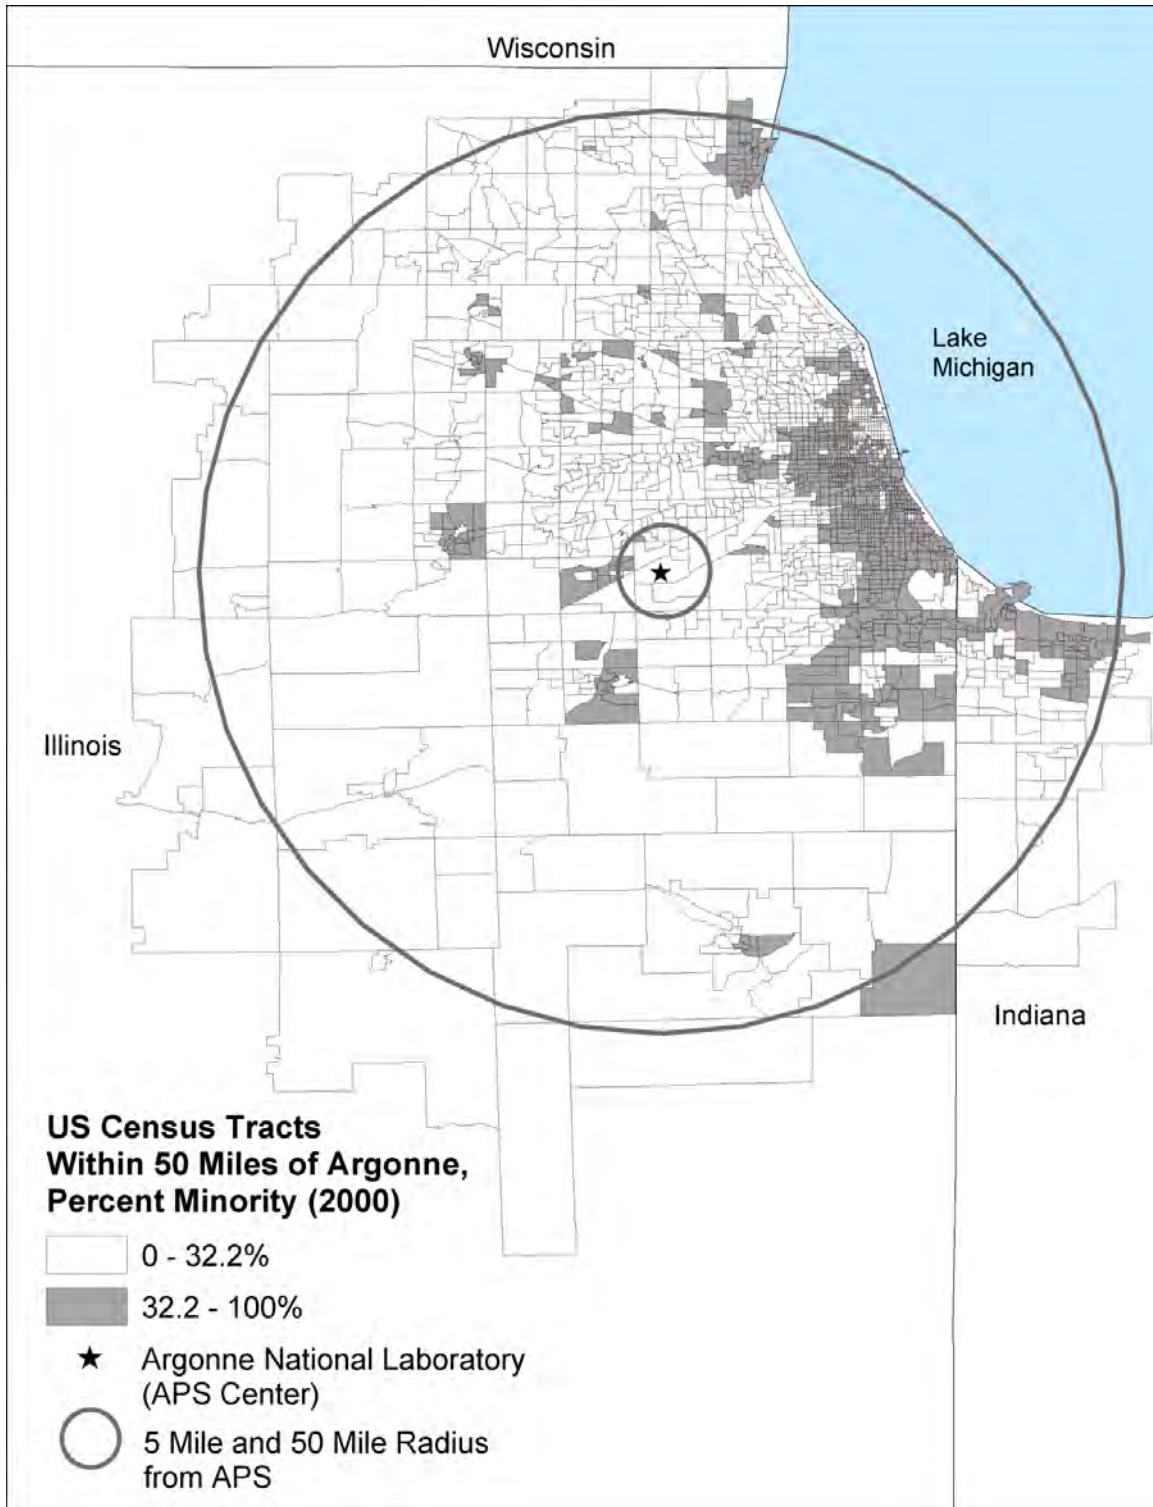 Wisconsin
Lake
Michigan
Illinois
Indiana
US Census Tracts
Within 50 Miles of Argonne,
Percent Minority (2000)
0 - 32.2%
32.2 - 100%
Argonne National Laboratory
(APS Center)
5 Mile and 50 Mile Radius
from APS